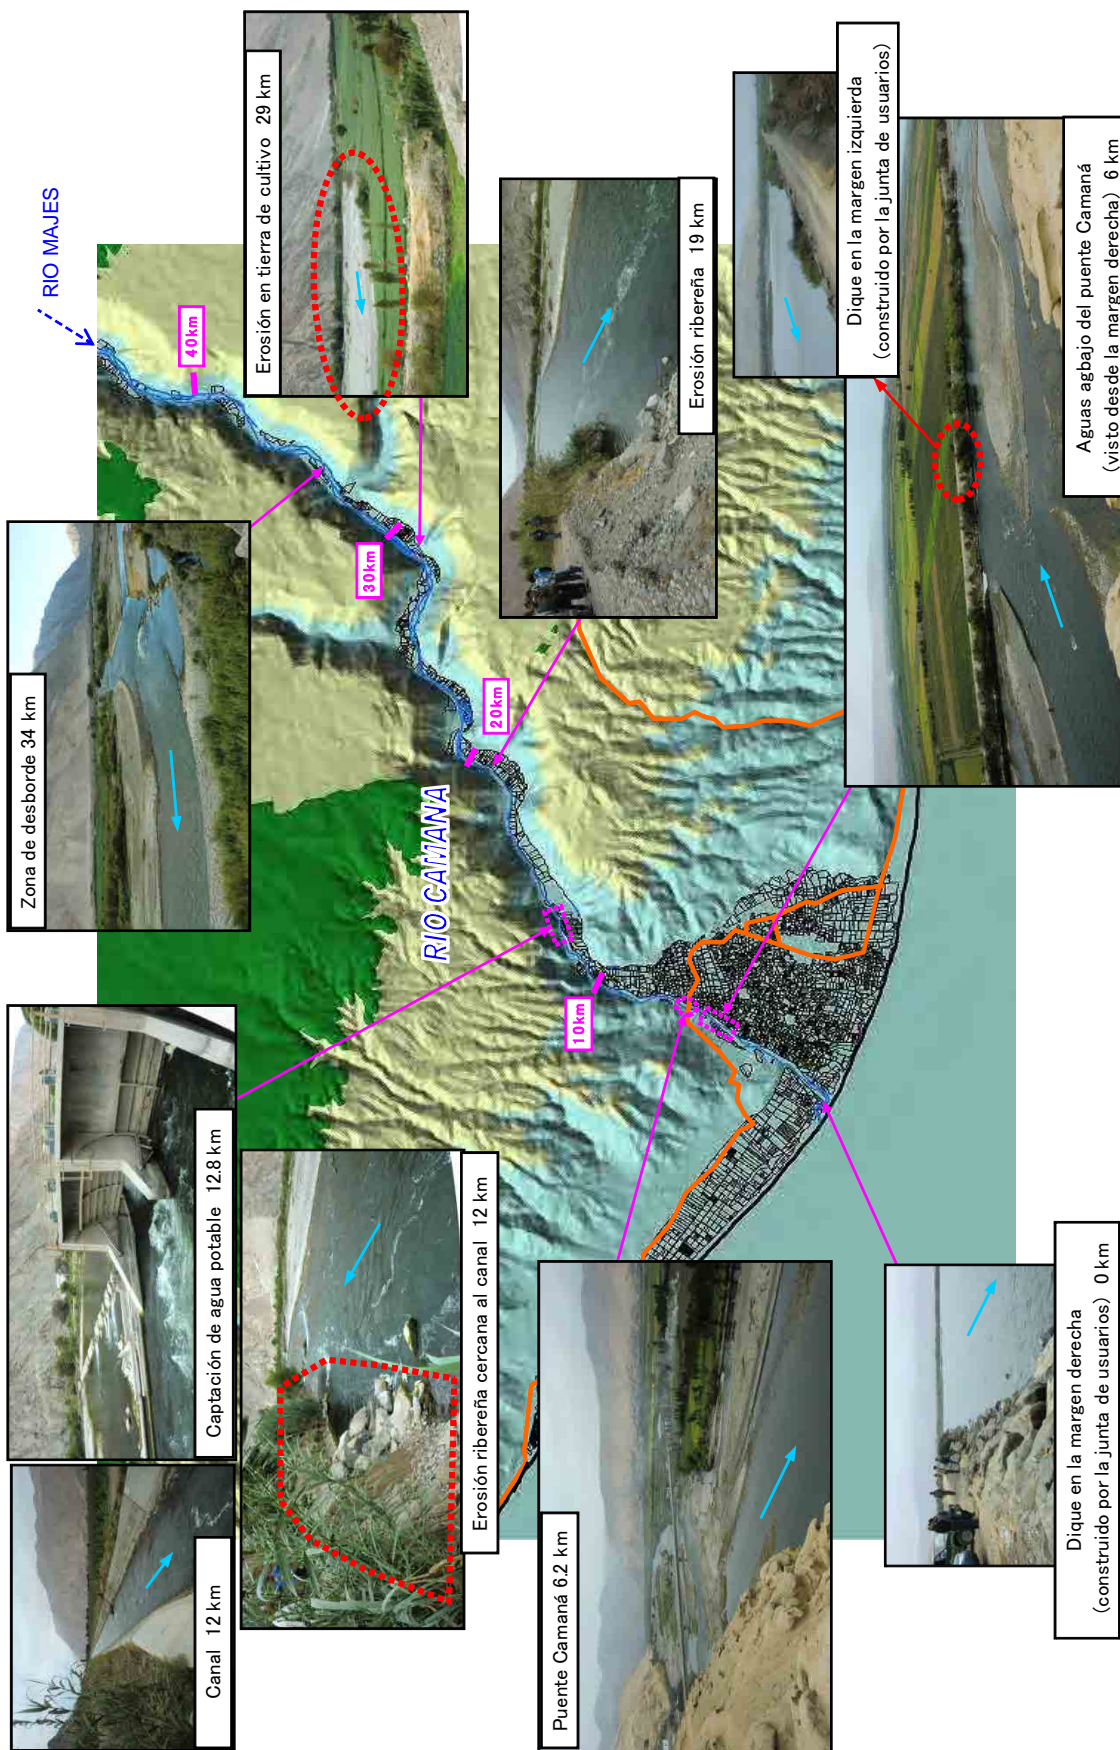 RIO MAJES
40km
30km
20km
10km
RIO CAMANA
Erosión en tierra de cultivo 29 km
Zona de desborde 34 km
Erosión ribereña 19 km
Dique en la margen izquierda
(construido por la junta de usuarios)
Aguas agbajo del puente Camaná
(visto desde la margen derecha) 6 km
Captación de agua potable 12.8 km
Canal 12 km
Erosión ribereña cercana al canal 12 km
Puente Camaná 6.2 km
Dique en la margen derecha
(construido por la junta de usuarios) 0 km